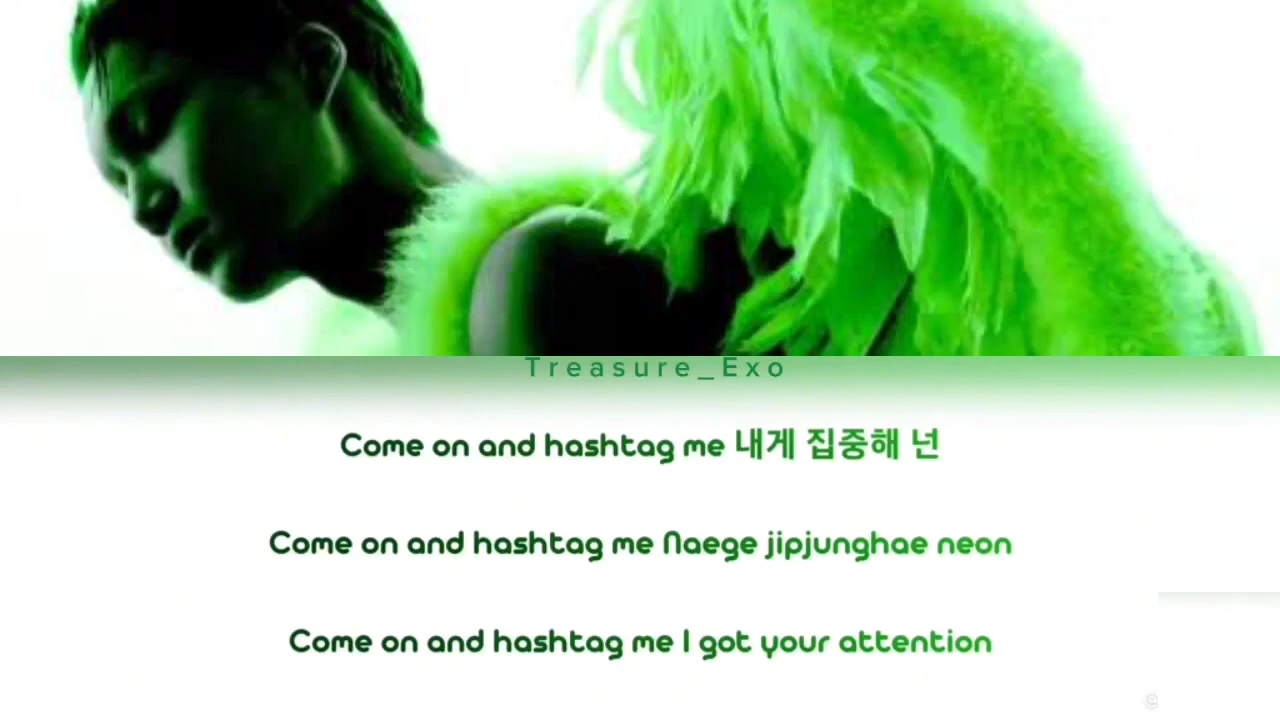 Treasure_Exo
Come on and hashtag me 내게 집중해 넌
Come on and hashtag me Naege jipjunghae neon
Come on and hashtag me I got your attention